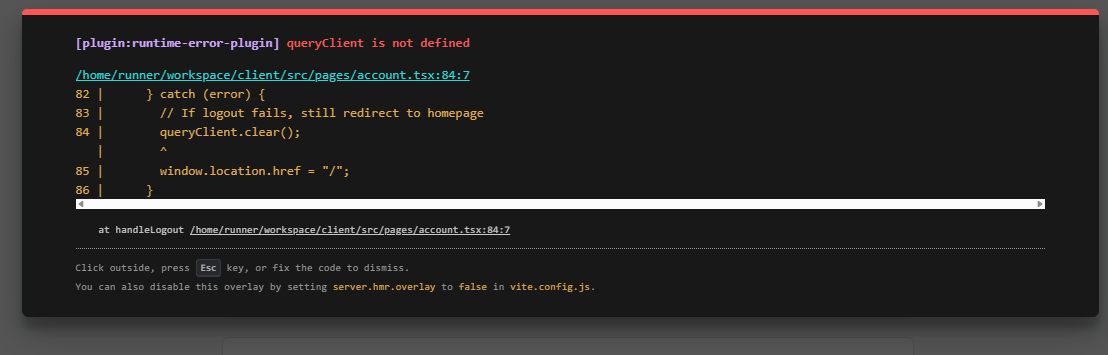 [plugin:runtime-error-plugin] queryClient is not defined
/home/runner/workspace/client/src/pages/account.tsx:84:7
82 |      } catch (error) {
83 |        // If logout fails, still redirect to homepage
84 |        queryClient.clear();
   |        ^
85 |        window.location.href = "/";
86 |      }
at handleLogout /home/runner/workspace/client/src/pages/account.tsx:84:7
Click outside, press Esc key, or fix the code to dismiss.
You can also disable this overlay by setting server.hmr.overlay to false in vite.config.js.